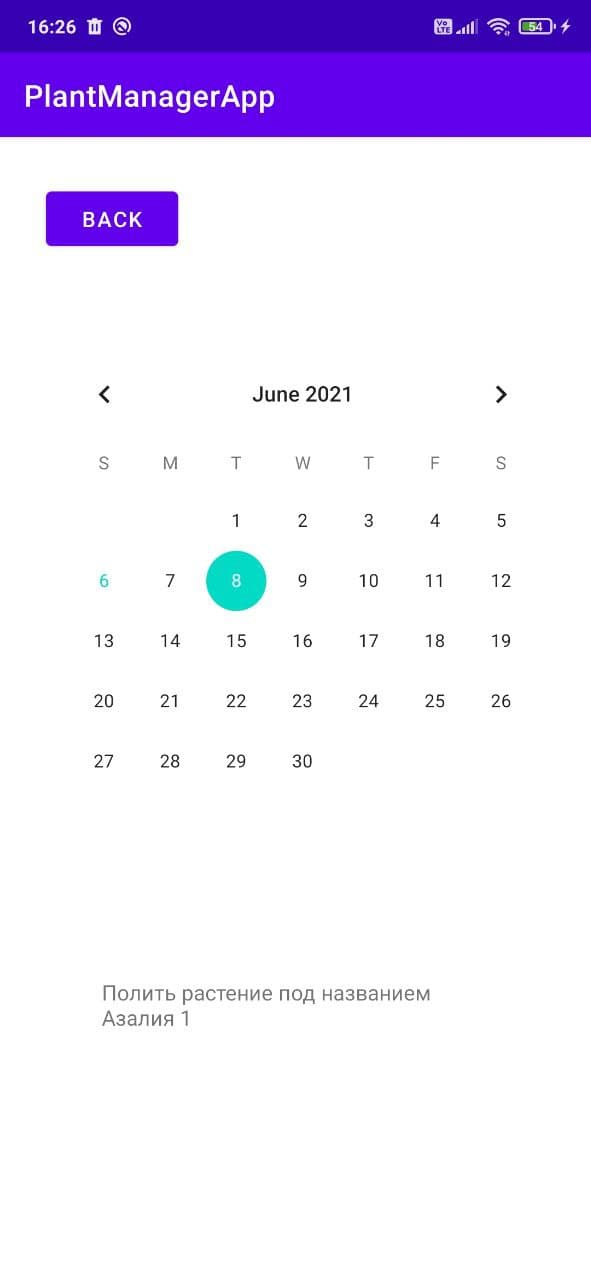 16:26 Vo LTE 54
PlantManagerApp
BACK
June 2021
S M T W T F S
1 2 3 4 5
6 7 8 9 10 11 12
13 14 15 16 17 18 19
20 21 22 23 24 25 26
27 28 29 30
Полить растение под названием
Азалия 1